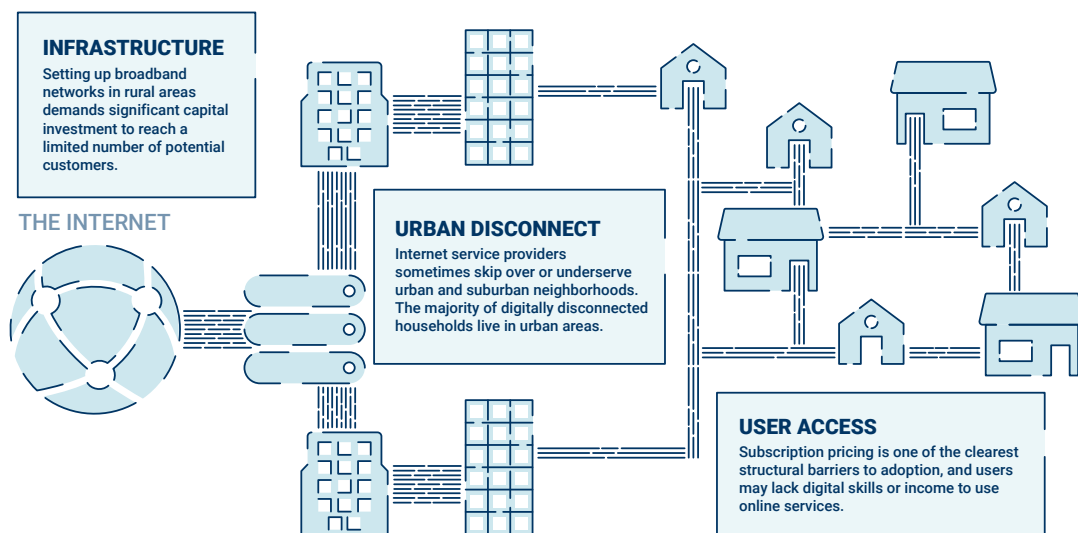 INFRASTRUCTURE
Setting up broadband
networks in rural areas
demands significant capital
investment to reach a
limited number of potential
customers.
THE INTERNET
URBAN DISCONNECT
Internet service providers
sometimes skip over or underserve
urban and suburban neighborhoods.
The majority of digitally disconnected
households live in urban areas.
USER ACCESS
Subscription pricing is one of the clearest
structural barriers to adoption, and users
may lack digital skills or income to use
online services.